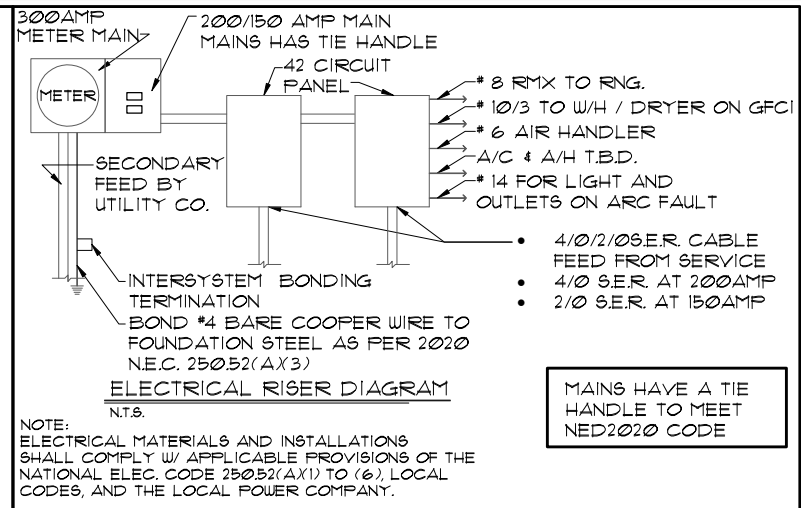 300AMP
METER MAIN
200/150 AMP MAIN
MAINS HAS TIE HANDLE
42 CIRCUIT
PANEL
METER
# 8 RMX TO RNG.
# 10/3 TO W/H / DRYER ON GFCI
# 6 AIR HANDLER
A/C & A/H T.B.D.
# 14 FOR LIGHT AND
OUTLETS ON ARC FAULT
SECONDARY
FEED BY
UTILITY CO.
• 4/0/2/0S.E.R. CABLE
FEED FROM SERVICE
• 4/0 S.E.R. AT 200AMP
• 2/0 S.E.R. AT 150AMP
INTERSYSTEM BONDING
TERMINATION
BOND #4 BARE COOPER WIRE TO
FOUNDATION STEEL AS PER 2020
N.E.C. 250.52(A)(3)
ELECTRICAL RISER DIAGRAM
N.T.S.
MAINS HAVE A TIE
HANDLE TO MEET
NED2020 CODE
NOTE:
ELECTRICAL MATERIALS AND INSTALLATIONS
SHALL COMPLY W/ APPLICABLE PROVISIONS OF THE
NATIONAL ELEC. CODE 250.52(A)(1) TO (6), LOCAL
CODES, AND THE LOCAL POWER COMPANY.